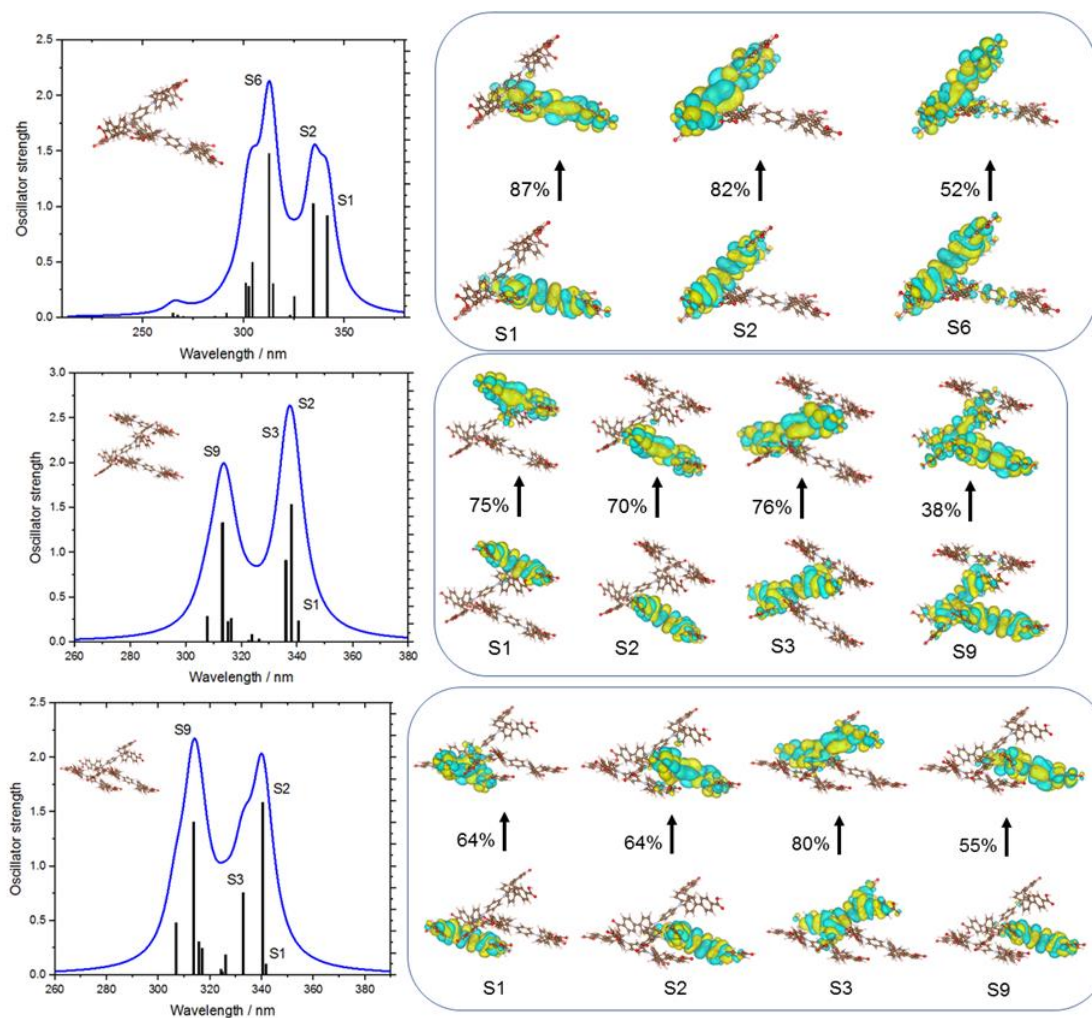 2.5
2.0
1.5
1.0
0.5
0.0
Oscillator strength
S6
S2
S1
250
300
350
Wavelength / nm
87%
82%
52%
S1
S2
S6
3.0
2.5
2.0
1.5
1.0
0.5
0.0
Oscillator strength
S9
S3
S2
S1
260 280 300 320 340 360 380
Wavelength / nm
75%
70%
76%
38%
S1
S2
S3
S9
2.5
2.0
1.5
1.0
0.5
0.0
Oscillator strength
S9
S2
S3
S1
260 280 300 320 340 360 380
Wavelength / nm
64%
64%
80%
55%
S1
S2
S3
S9